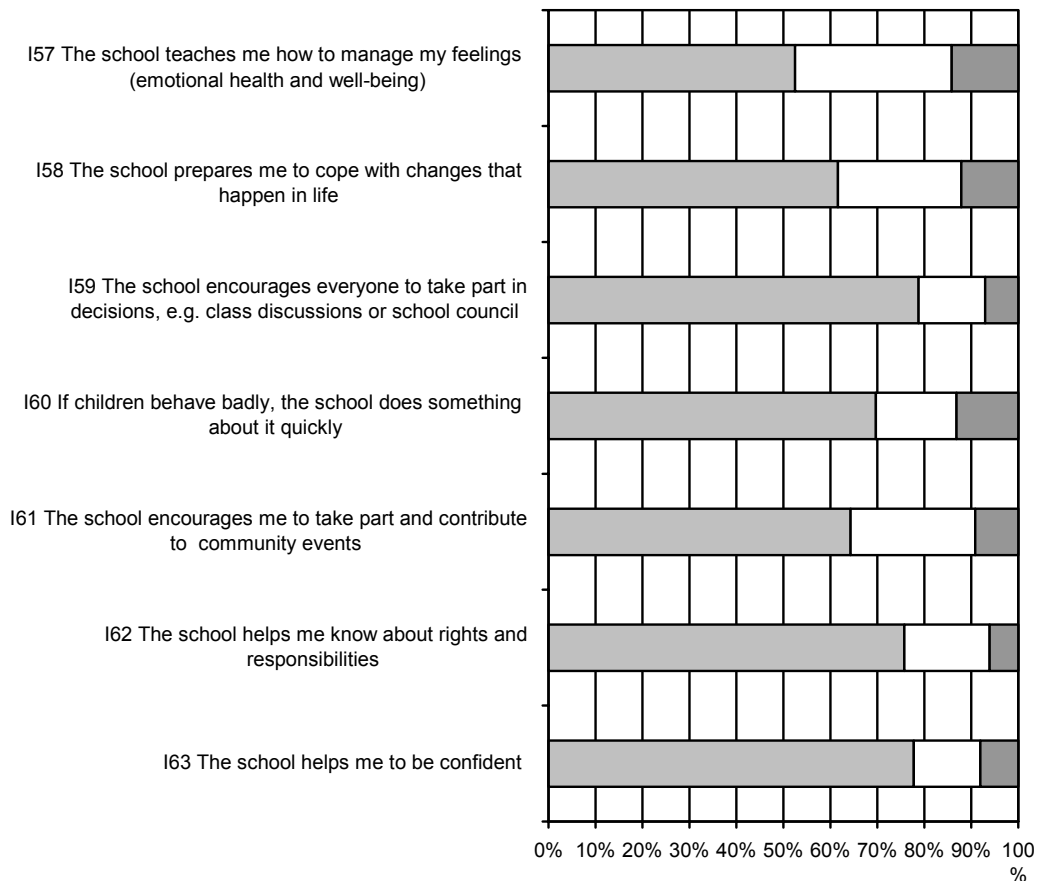 I57 The school teaches me how to manage my feelings
(emotional health and well-being)
I58 The school prepares me to cope with changes that
happen in life
I59 The school encourages everyone to take part in
decisions, e.g. class discussions or school council
I60 If children behave badly, the school does something
about it quickly
I61 The school encourages me to take part and contribute
to community events
I62 The school helps me know about rights and
responsibilities
I63 The school helps me to be confident
0% 10% 20% 30% 40% 50% 60% 70% 80% 90% 100
%